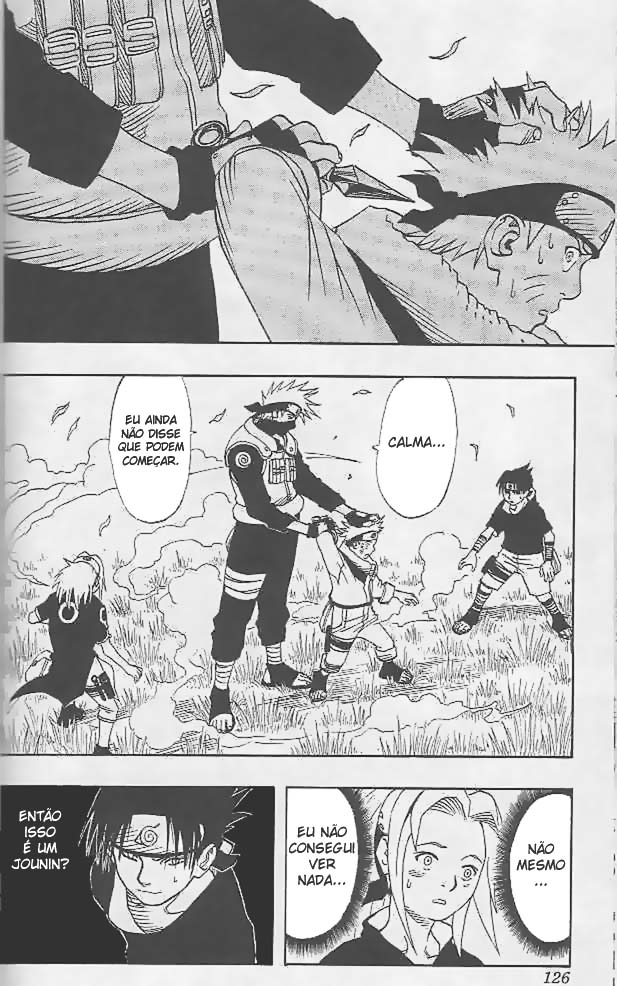 CALMA...
EU AINDA
NÃO DISSE
QUE PODEM
COMEÇAR.
NÃO
MESMO
...
EU NÃO
CONSEGUI
VER
NADA...
ENTÃO
ISSO
É UM
JOUNIN?
126